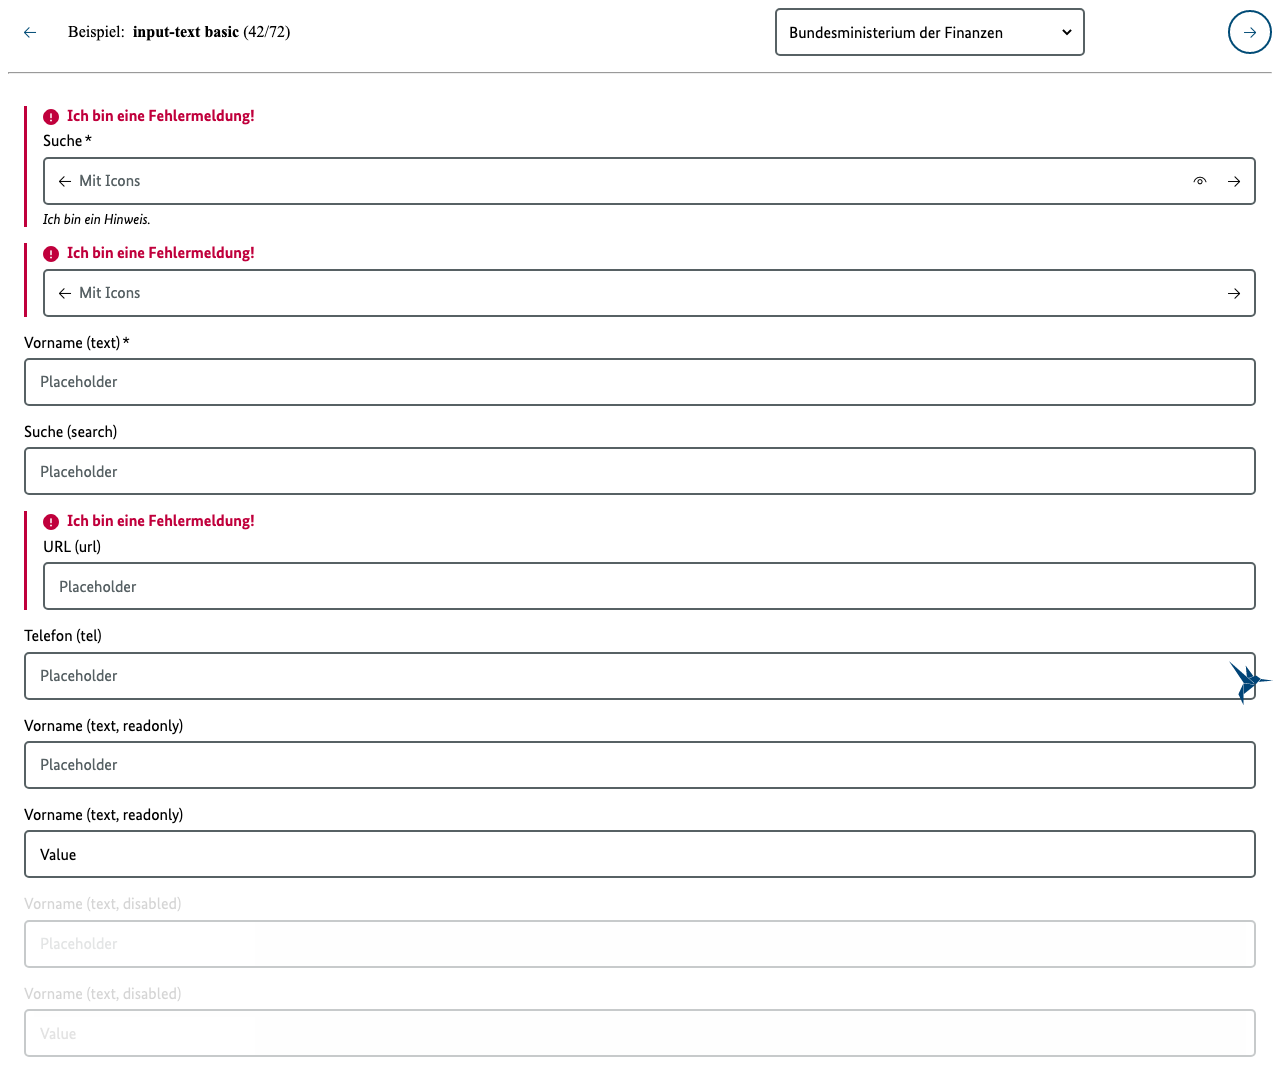 Beispiel: input-text basic (42/72)
Bundesministerium der Finanzen
Ich bin eine Fehlermeldung!
Suche*
Mit Icons
Ich bin ein Hinweis.
Ich bin eine Fehlermeldung!
Mit Icons
Vorname (text)*
Placeholder
Suche (search)
Placeholder
Ich bin eine Fehlermeldung!
URL (url)
Placeholder
Telefon (tel)
Placeholder
Vorname (text, readonly)
Placeholder
Vorname (text, readonly)
Value
Vorname (text, disabled)
Placeholder
Vorname (text, disabled)
Value